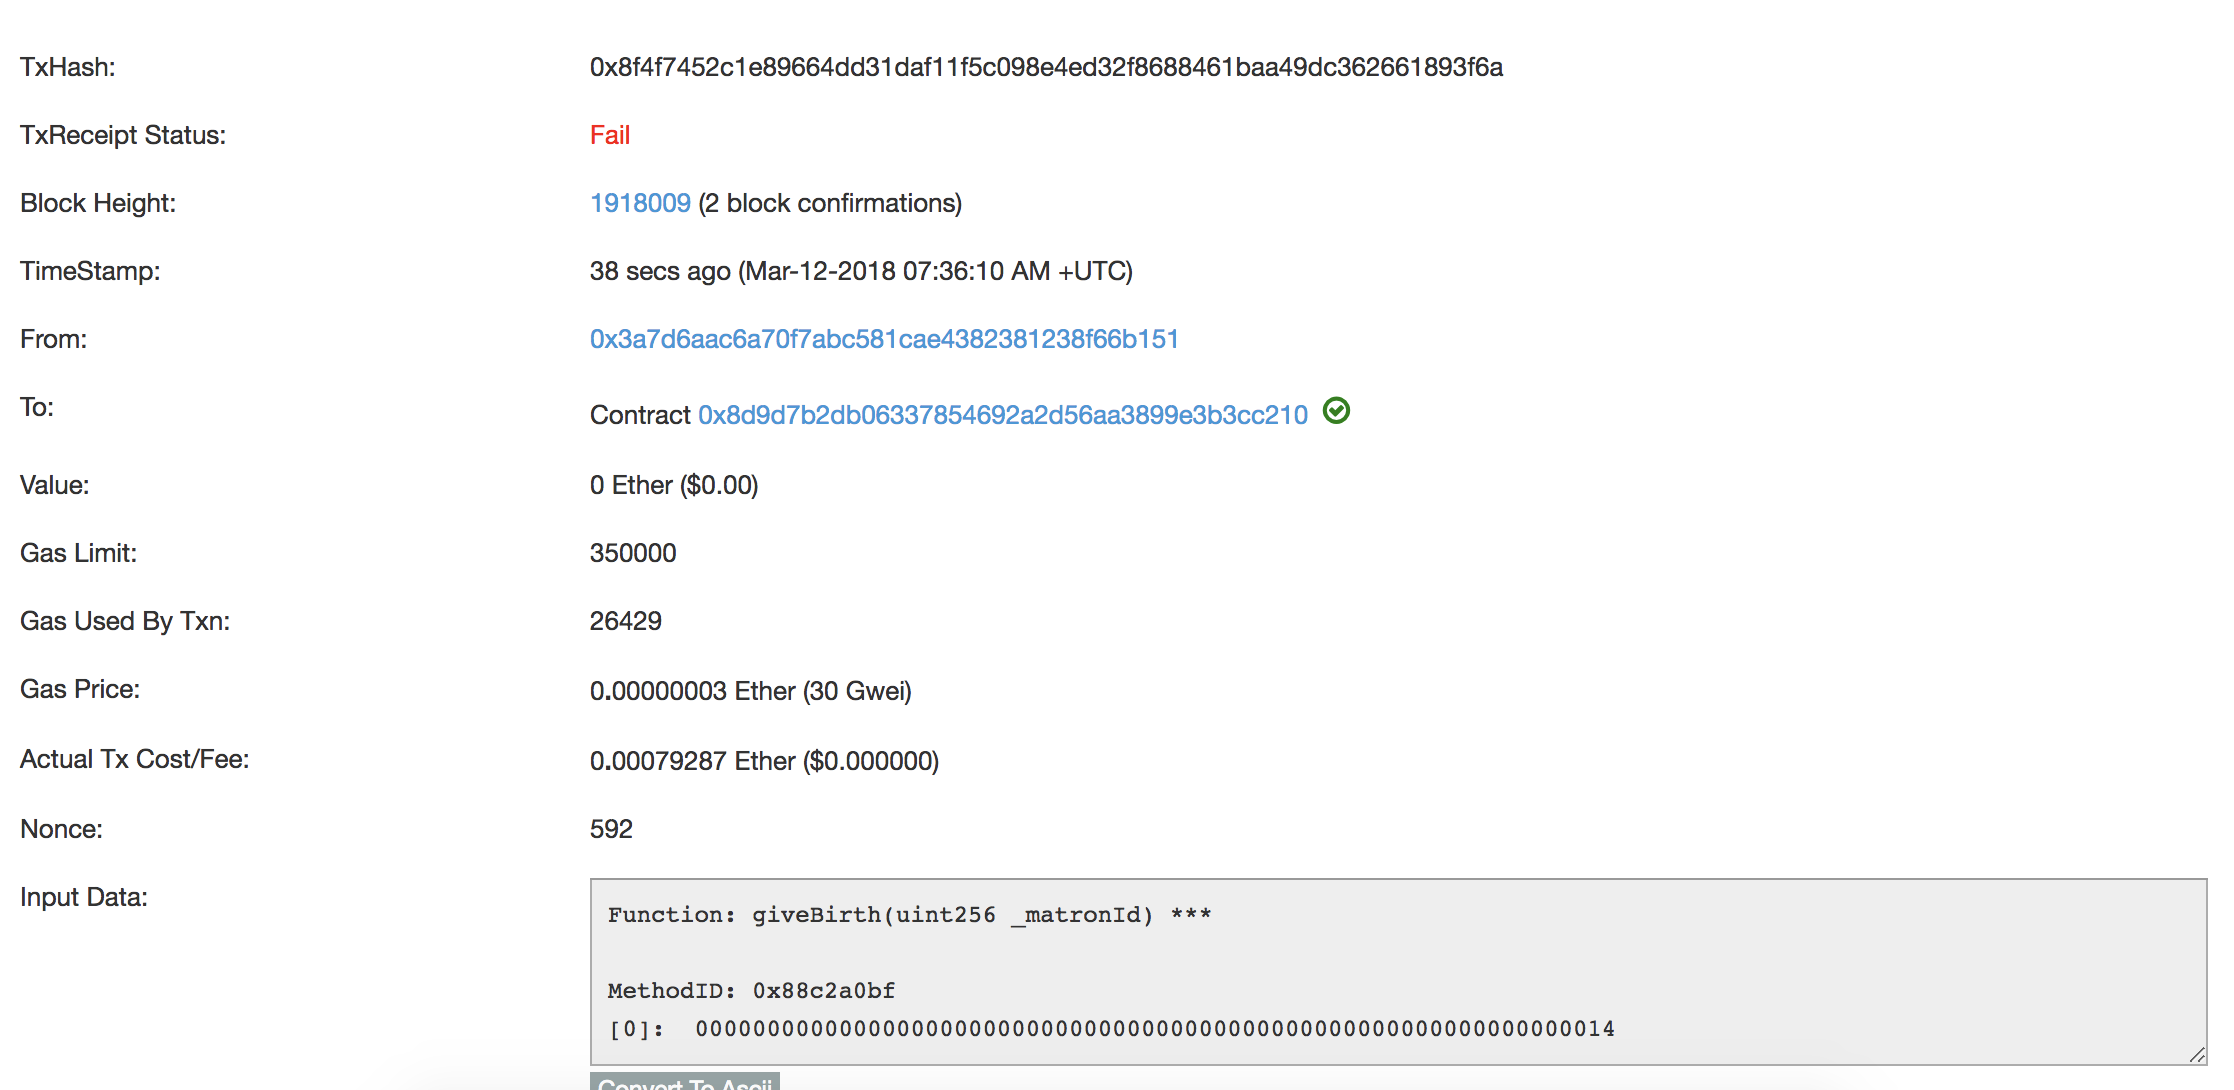 TxHash: 0x8f4f7452c1e89664dd31daf11f5c098e4ed32f8688461baa49dc362661893f6a
TxReceipt Status: Fail
Block Height: 1918009 (2 block confirmations)
TimeStamp: 38 secs ago (Mar-12-2018 07:36:10 AM +UTC)
From: 0x3a7d6aac6a70f7abc581cae4382381238f66b151
To: Contract 0x8d9d7b2db06337854692a2d56aa3899e3b3cc210
Value: 0 Ether ($0.00)
Gas Limit: 350000
Gas Used By Txn: 26429
Gas Price: 0.00000003 Ether (30 Gwei)
Actual Tx Cost/Fee: 0.00079287 Ether ($0.000000)
Nonce: 592
Input Data:
Function: giveBirth(uint256 _matronId) ***
MethodID: 0x88c2a0bf
[0]: 0000000000000000000000000000000000000000000000000000000000000014
Convert To Ascii